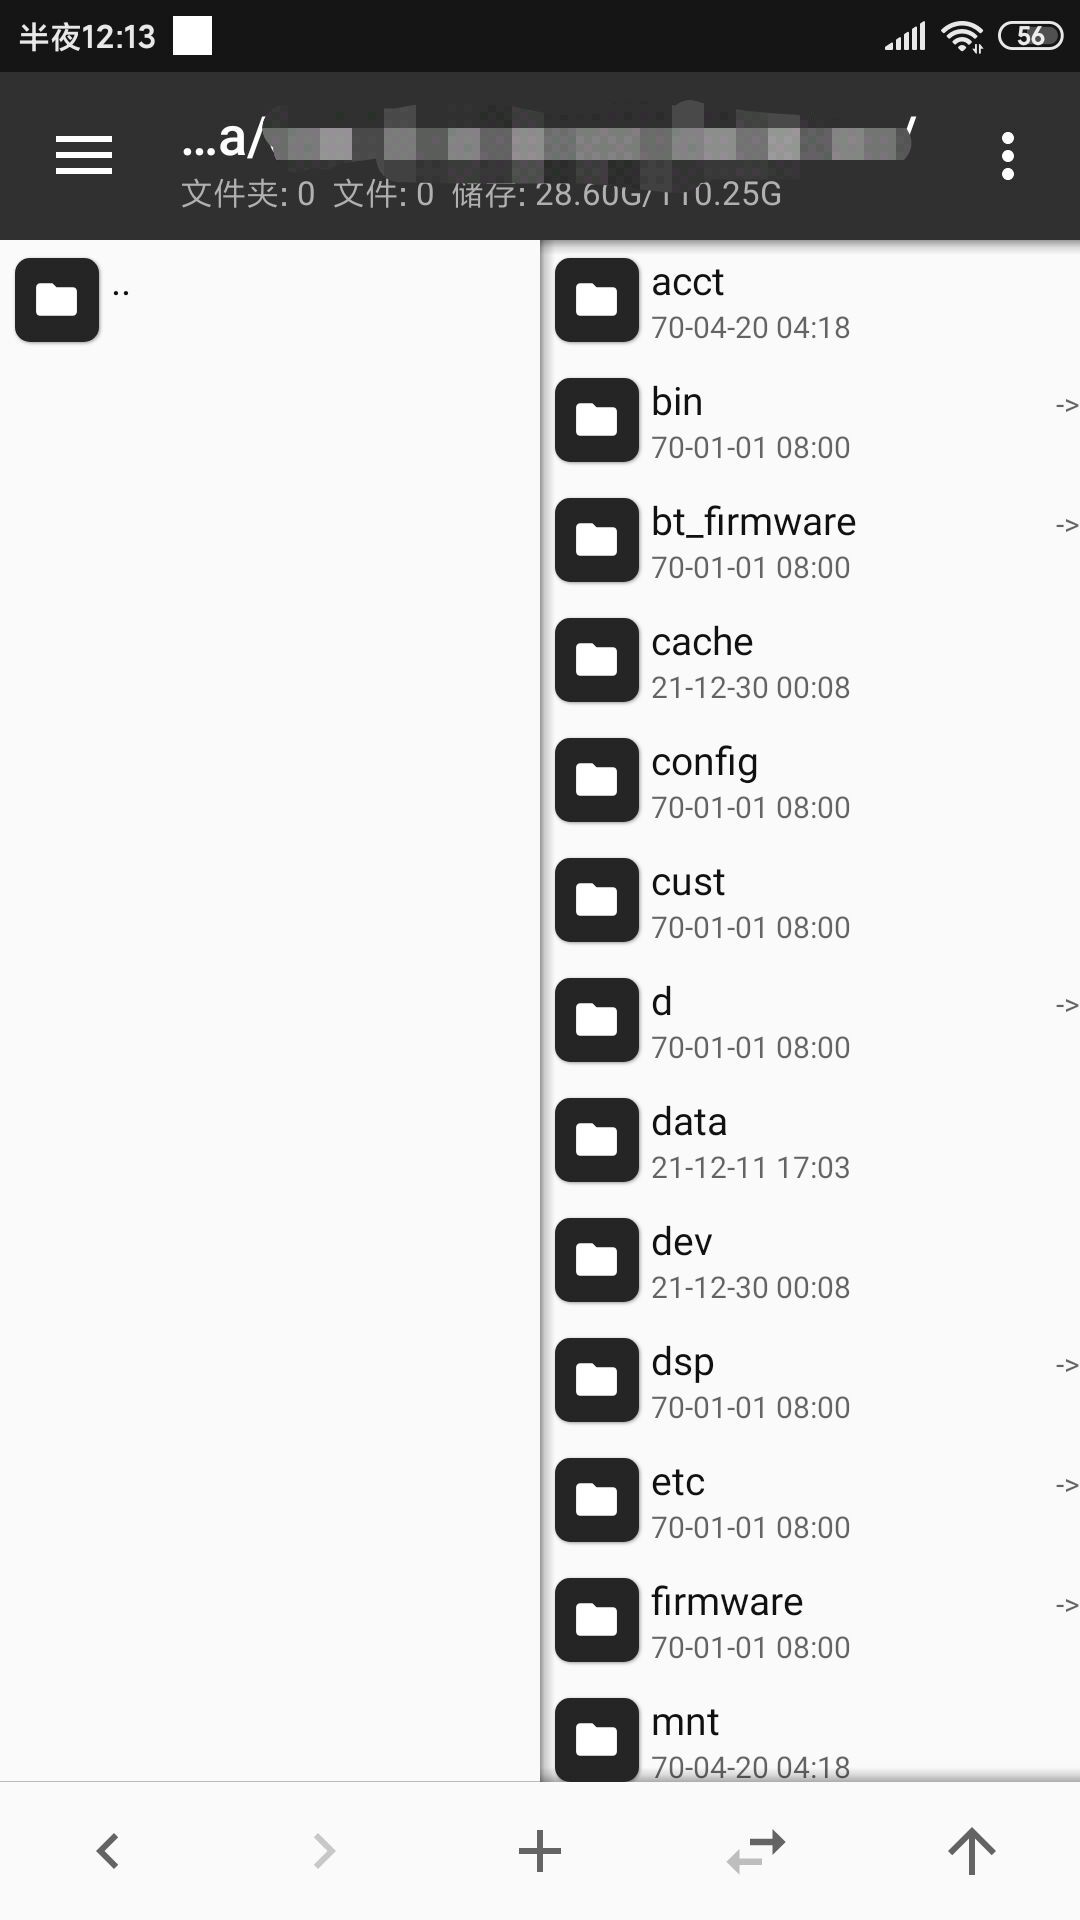 半夜12:13
56
...a/ /
文件夹: 0 文件: 0 储存: 28.60G/110.25G
..
acct
70-04-20 04:18
bin
->
70-01-01 08:00
bt_firmware
->
70-01-01 08:00
cache
21-12-30 00:08
config
70-01-01 08:00
cust
70-01-01 08:00
d
->
70-01-01 08:00
data
21-12-11 17:03
dev
21-12-30 00:08
dsp
->
70-01-01 08:00
etc
->
70-01-01 08:00
firmware
->
70-01-01 08:00
mnt
70-04-20 04:18